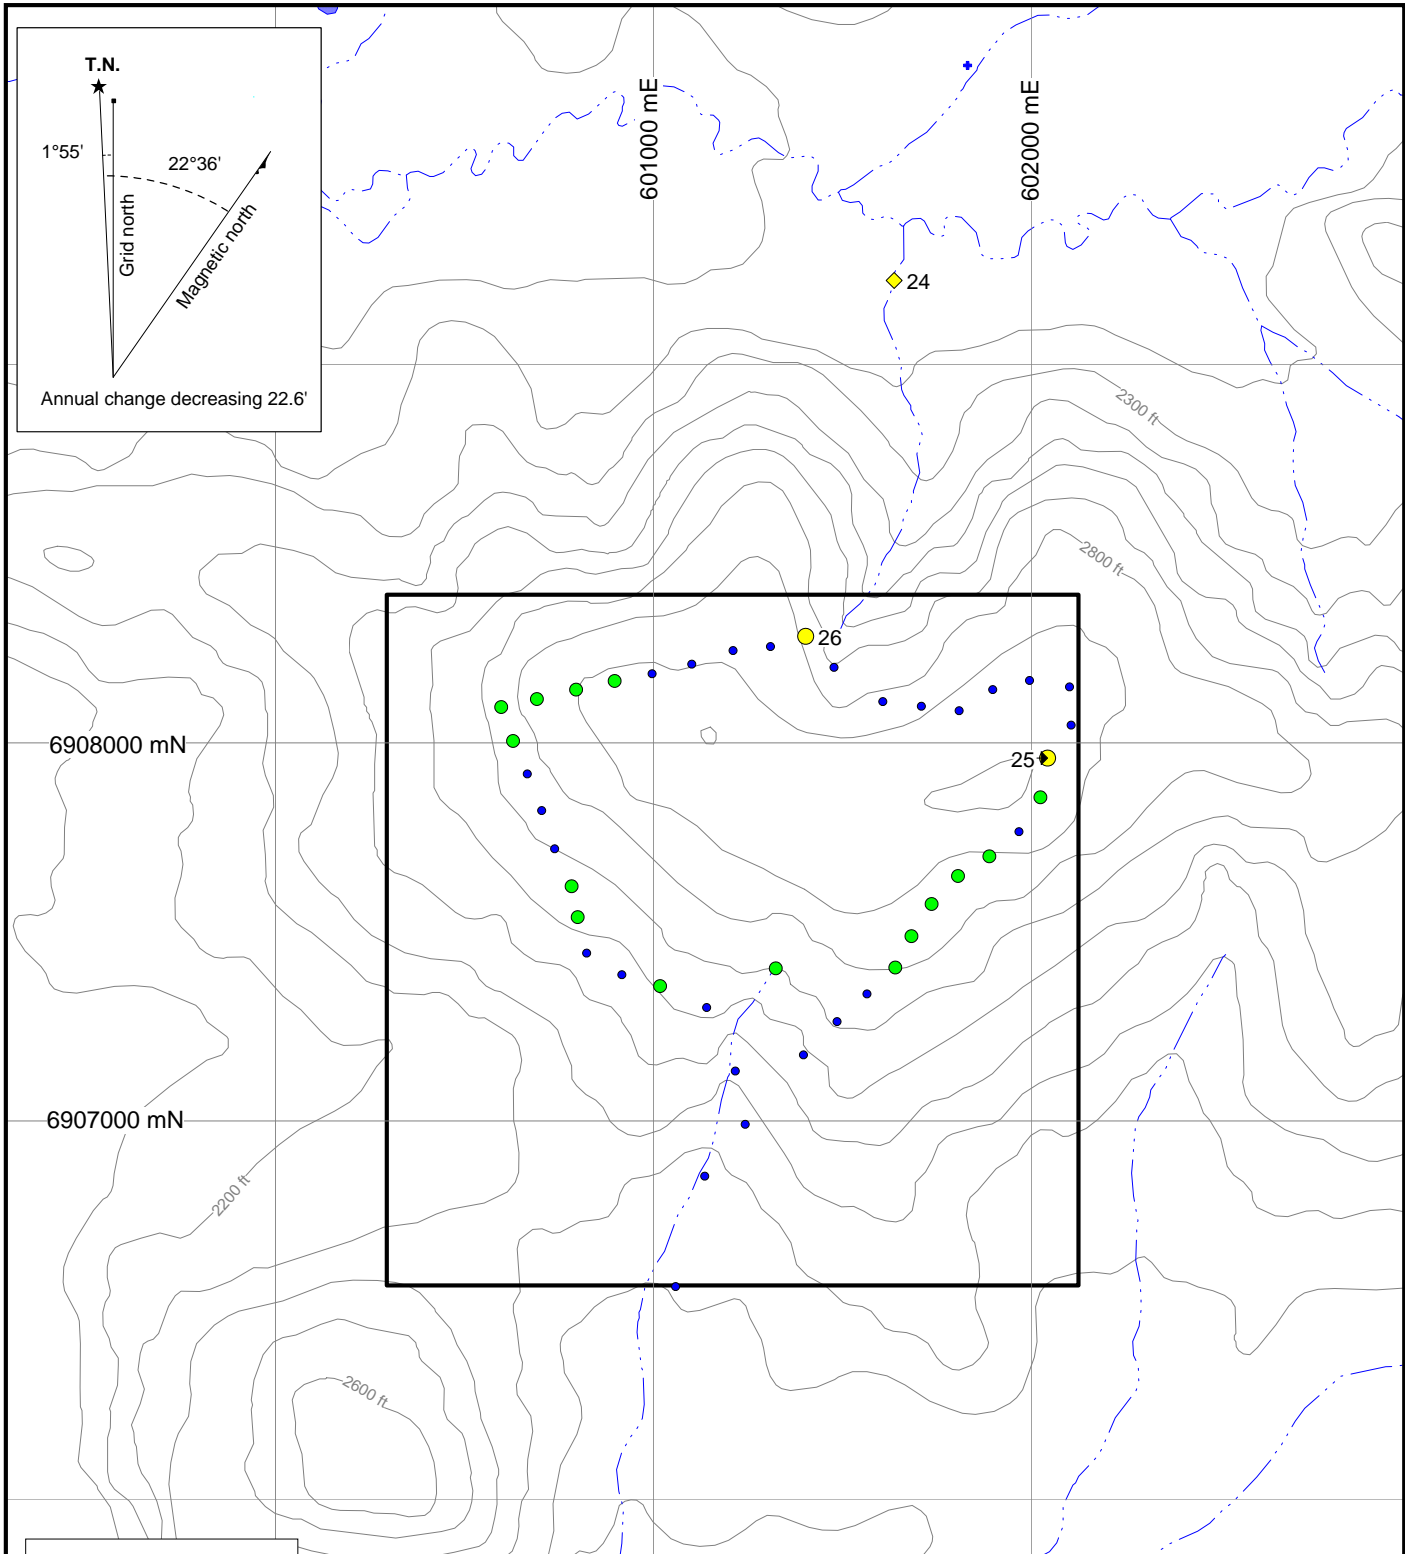 T.N.
1°55'
22°36'
Grid north
Magnetic north
Annual change decreasing 22.6'
601000 mE
602000 mE
24
2300 ft
2800 ft
26
6908000 mN
25
6907000 mN
2200 ft
2600 ft